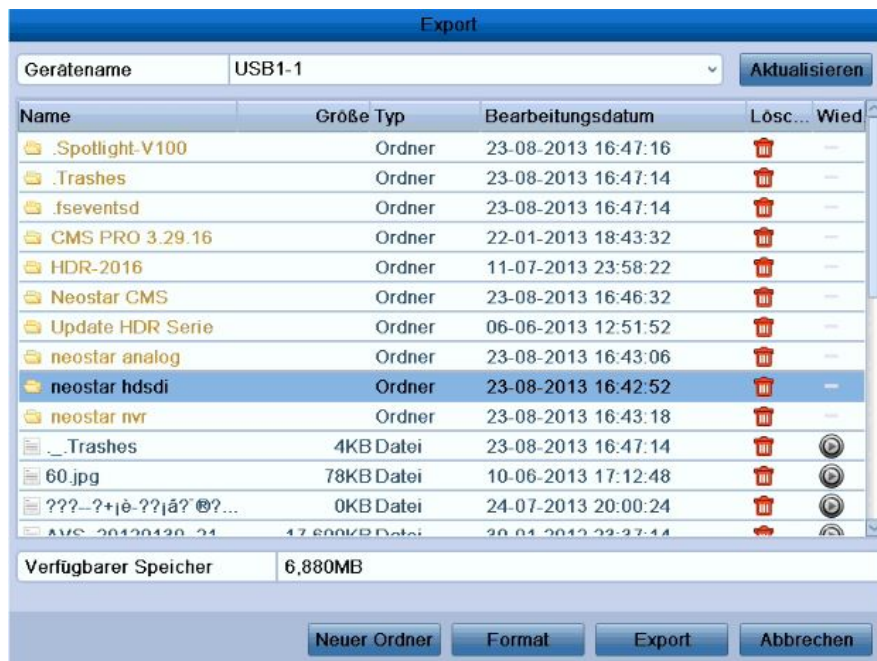 Export
Gerätename USB1-1 Aktualisieren
Name Größe Typ Bearbeitungsdatum Lösc... Wied
.Spotlight-V100 Ordner 23-08-2013 16:47:16
.Trashes Ordner 23-08-2013 16:47:14
.fseventsd Ordner 23-08-2013 16:47:14
CMS PRO 3.29.16 Ordner 22-01-2013 18:43:32
HDR-2016 Ordner 11-07-2013 23:58:22
Neostar CMS Ordner 23-08-2013 16:46:32
Update HDR Serie Ordner 06-06-2013 12:51:52
neostar analog Ordner 23-08-2013 16:43:06
neostar hdsdi Ordner 23-08-2013 16:42:52
neostar nvr Ordner 23-08-2013 16:43:18
._.Trashes 4KB Datei 23-08-2013 16:47:14
60.jpg 78KB Datei 10-06-2013 17:12:48
???--?+¡è-??¡á?¨®?... 0KB Datei 24-07-2013 20:00:24
Datei
Verfügbarer Speicher 6,880MB
Neuer Ordner Format Export Abbrechen